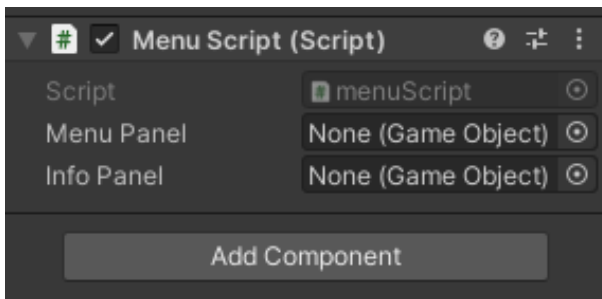 # Menu Script (Script)
Script # menuScript
Menu Panel None (Game Object)
Info Panel None (Game Object)
Add Component